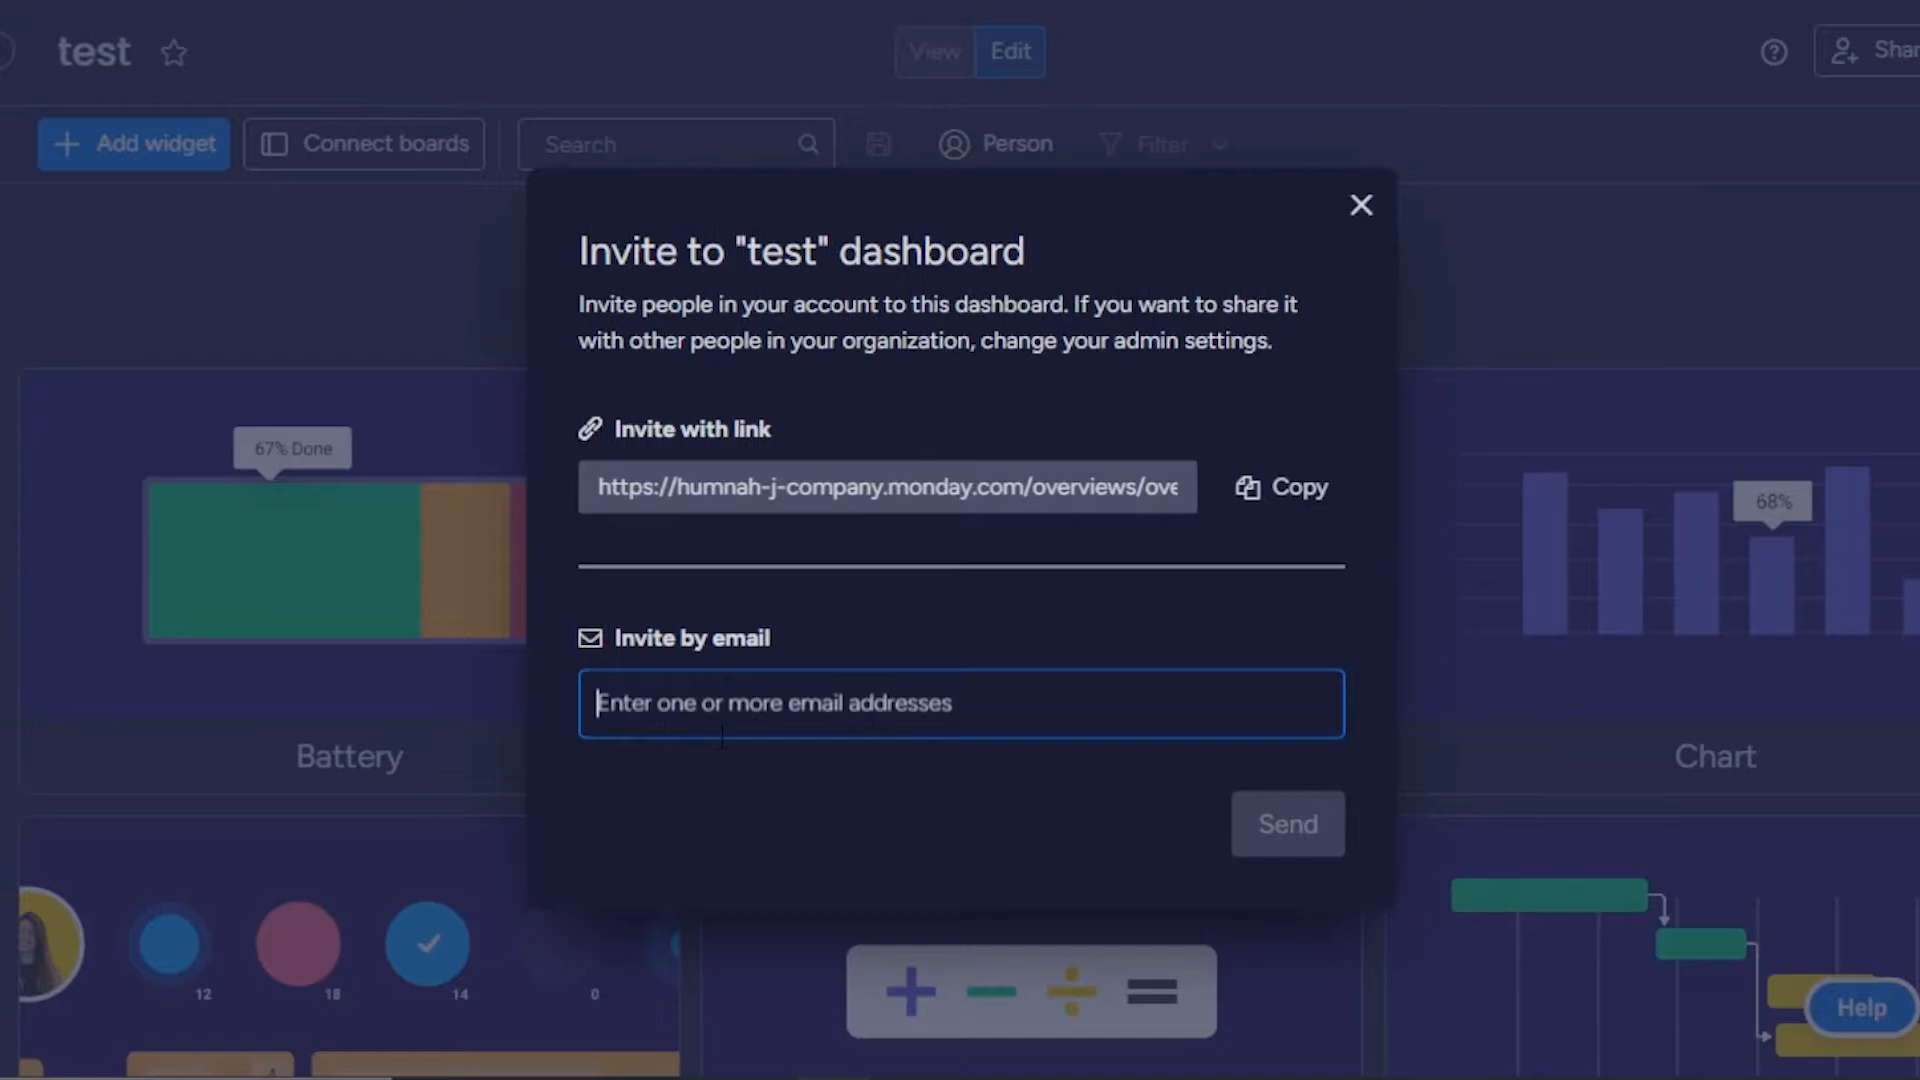 test
View
Edit
Add widget
Connect boards
Search
Person
Filter
Invite to "test" dashboard
Invite people in your account to this dashboard. If you want to share it
with other people in your organization, change your admin settings.
Invite with link
https://humnah-j-company.monday.com/overviews/ove
Copy
Invite by email
Enter one or more email addresses
Send
67% Done
Battery
68%
Chart
12
18
14
0
Help